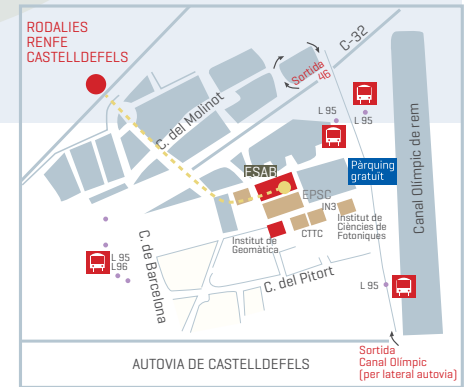 RODALIES
RENFE
CASTELLDEFELS
C-32
Sortida
46
C. del Molinot
L 95
L 95
ESAB
Pàrquing
gratuït
EPSC
IN3
Institut de
Ciències de
Fotoniques
CTTC
Institut de
Geomàtica
Canal Olímpic de rem
L 95
L96
C. de Barcelona
C. del Pitort
L 95
AUTOVIA DE CASTELLDEFELS
Sortida
Canal Olímpic
(per lateral autovia)